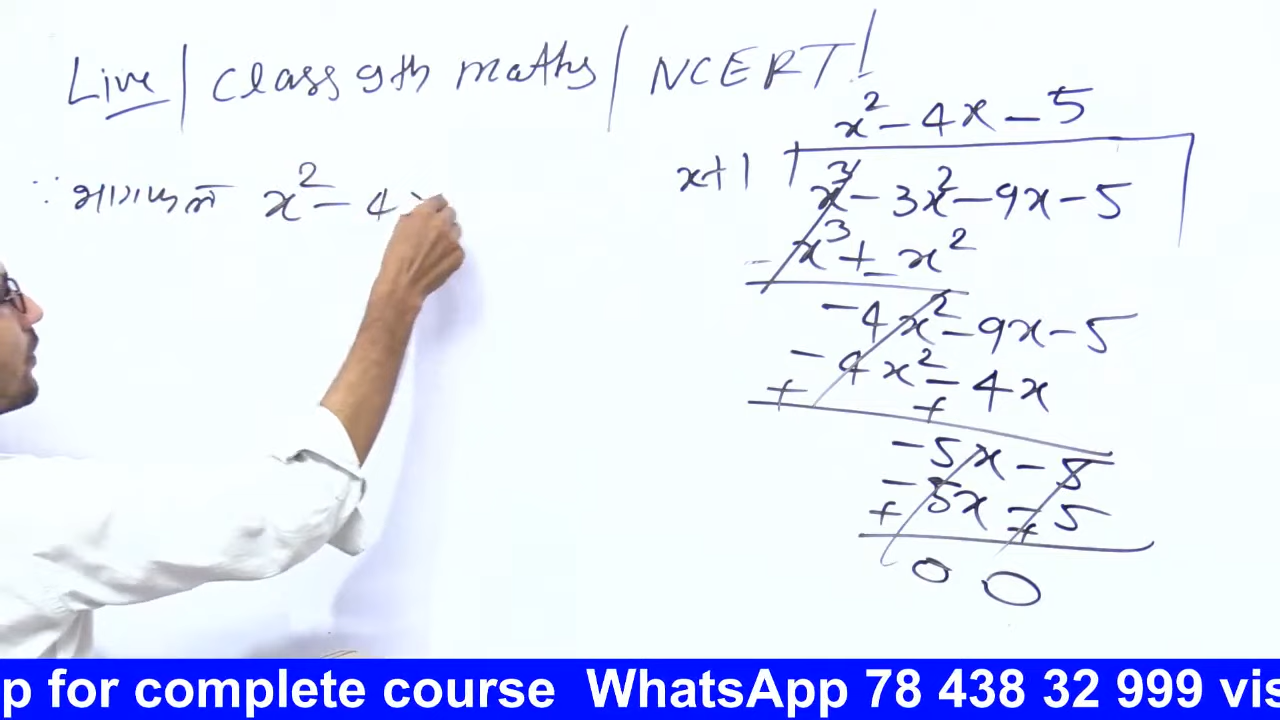 Live | Class 9th maths | NCERT!
∵ भागफल x² - 4x
x² - 4x - 5
x+1
x³ - 3x² - 9x - 5
x³ + x²
- -
-4x² - 9x - 5
-4x² - 4x
+ +
-5x - 5
-5x - 5
+ +
0 0
p for complete course WhatsApp 78 438 32 999 vis